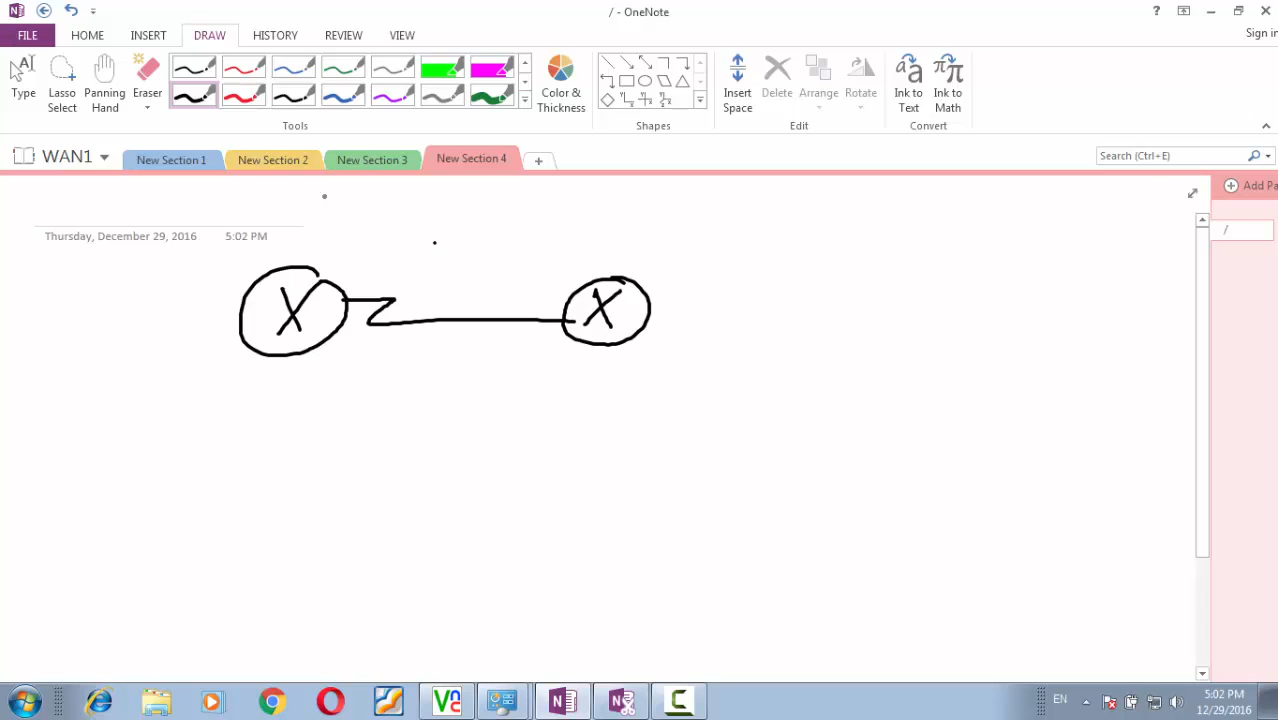 / - OneNote
?
FILE HOME INSERT DRAW HISTORY REVIEW VIEW
Sign in
Type
Lasso Select
Panning Hand
Eraser
Color & Thickness
Insert Space
Delete
Arrange
Rotate
Ink to Text
Ink to Math
Tools Shapes Edit Convert
WAN1 New Section 1 New Section 2 New Section 3 New Section 4
Search (Ctrl+E)
Add Pa
/
Thursday, December 29, 2016 5:02 PM
X X
EN
5:02 PM
12/29/2016